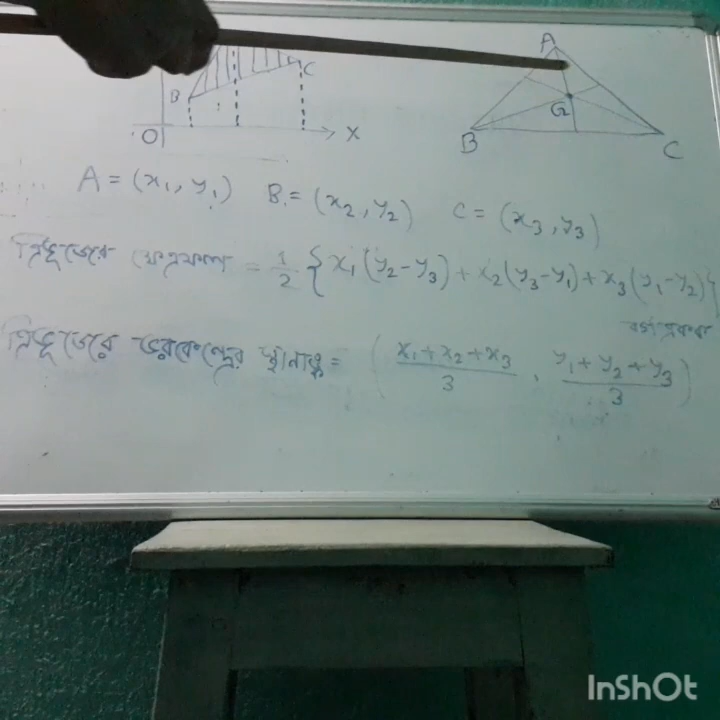 A
B C
G
B C
O X
A = (x₁, y₁) B = (x₂, y₂) C = (x₃, y₃)
ত্রিভুজের ক্ষেত্রফল = 1/2 {x₁(y₂-y₃) + x₂(y₃-y₁) + x₃(y₁-y₂)}
বর্গ একক
ত্রিভুজের ভরকেন্দ্রের স্থানাঙ্ক = ( (x₁+x₂+x₃)/3 , (y₁+y₂+y₃)/3 )
InShOt